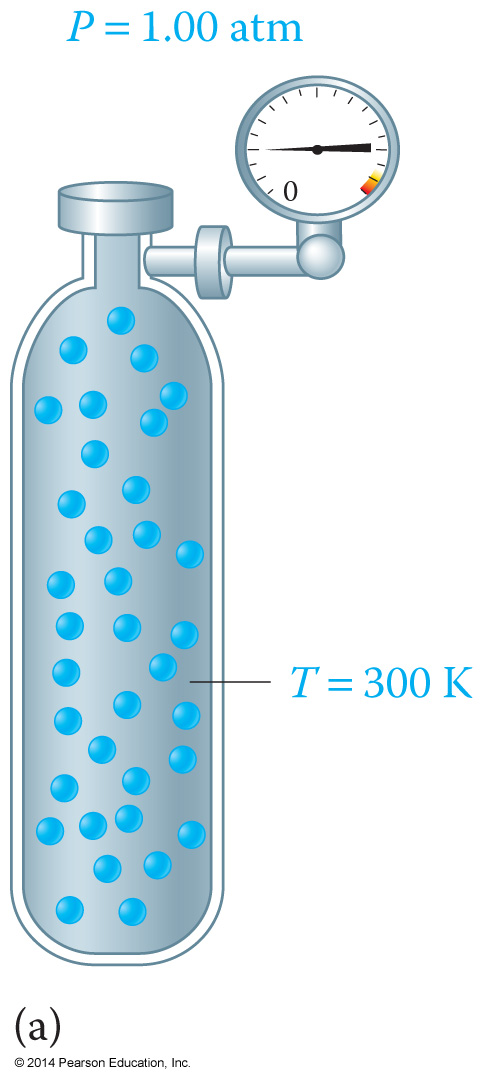 P = 1.00 atm
0
T = 300 K
(a)
© 2014 Pearson Education, Inc.